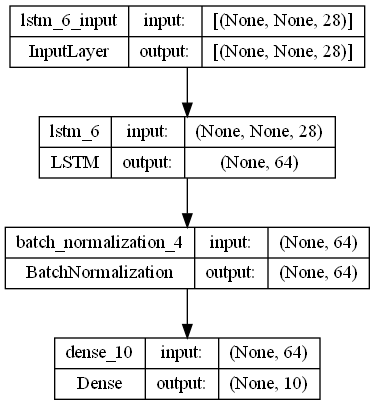 lstm_6_input input: [(None, None, 28)]
InputLayer output: [(None, None, 28)]
lstm_6 input: (None, None, 28)
LSTM output: (None, 64)
batch_normalization_4 input: (None, 64)
BatchNormalization output: (None, 64)
dense_10 input: (None, 64)
Dense output: (None, 10)